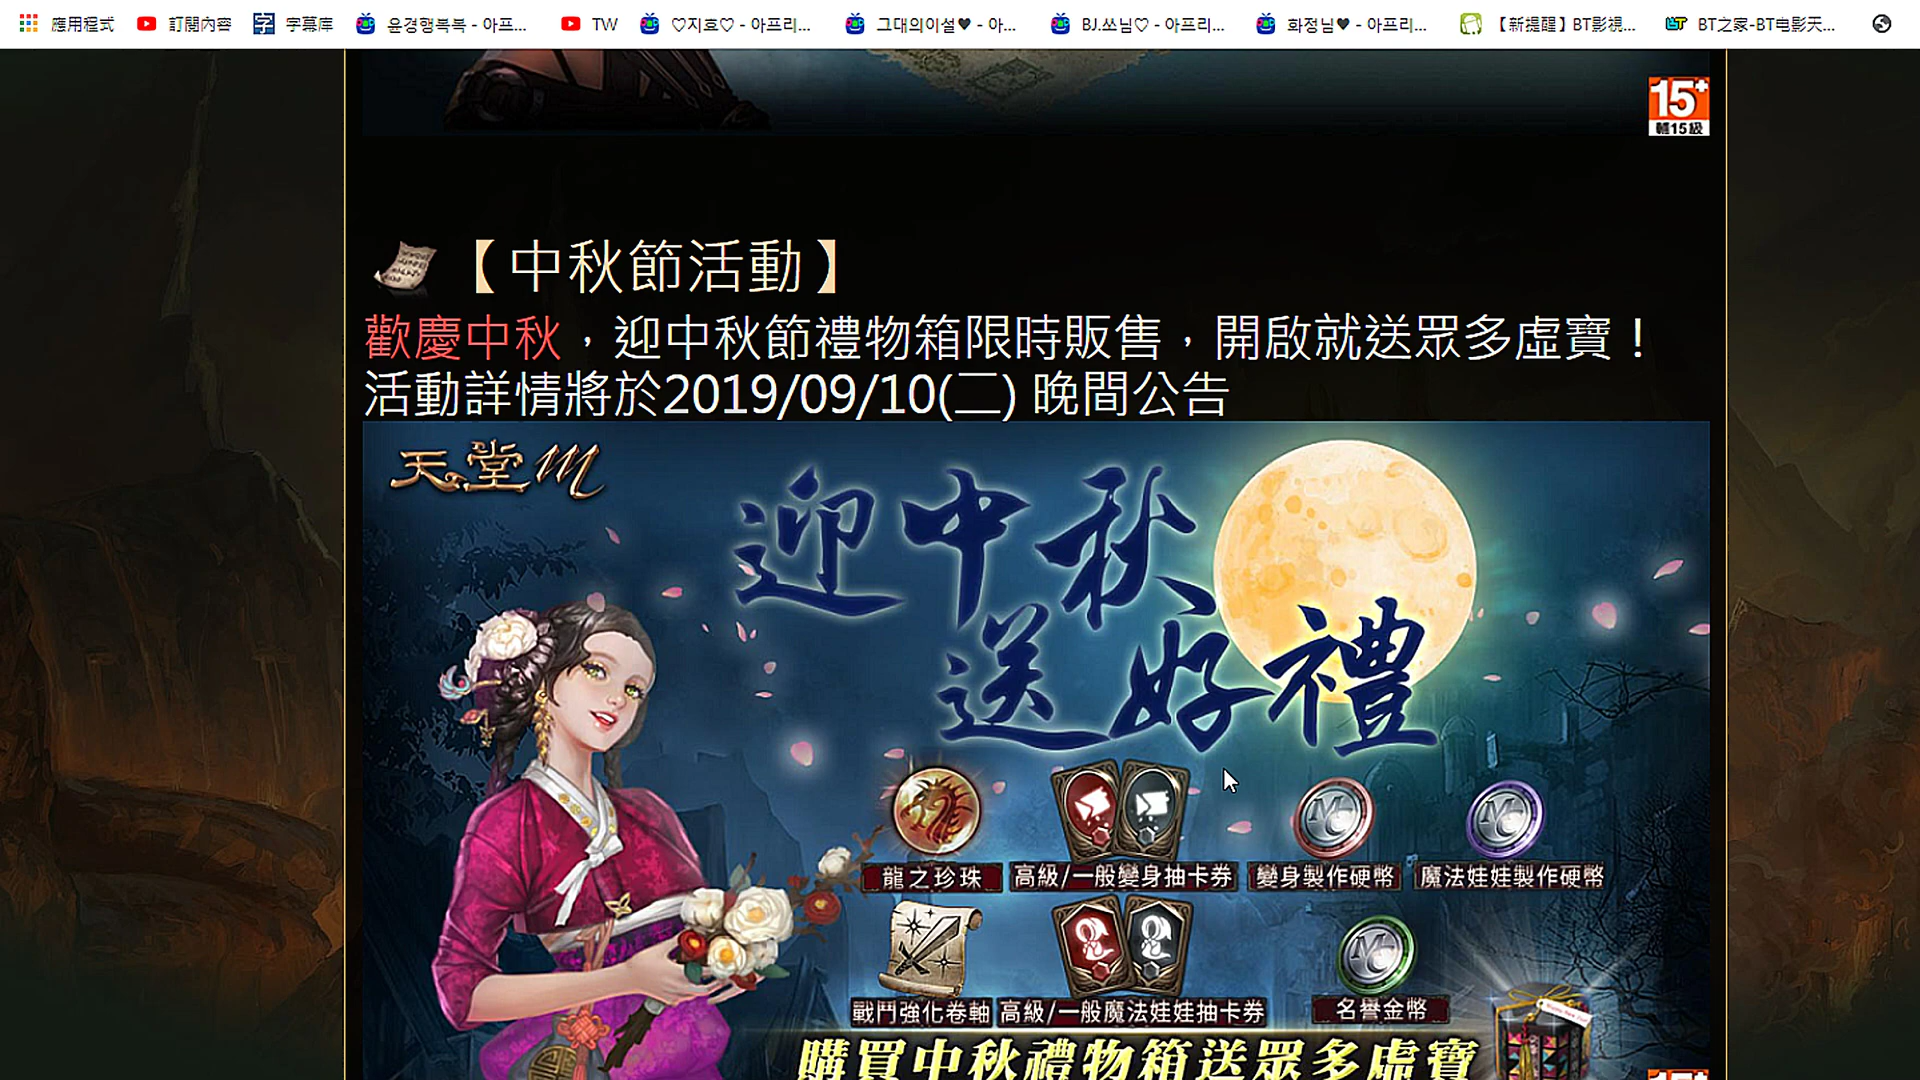 應用程式 訂閱內容 字幕庫 윤경행복복 - 아프... TW ♡지효♡ - 아프리... 그대의이설♥ - 아... BJ.쏘님♡ - 아프리... 화정님♥ - 아프리... 【新提醒】BT影視... BT之家-BT电影天...
15+
輔15級
【中秋節活動】
歡慶中秋，迎中秋節禮物箱限時販售，開啟就送眾多虛寶！
活動詳情將於2019/09/10(二) 晚間公告
天堂M
迎中秋
送好禮
龍之珍珠 高級/一般變身抽卡券 變身製作硬幣 魔法娃娃製作硬幣
戰鬥強化卷軸 高級/一般魔法娃娃抽卡券 名譽金幣
購買中秋禮物箱送眾多虛寶